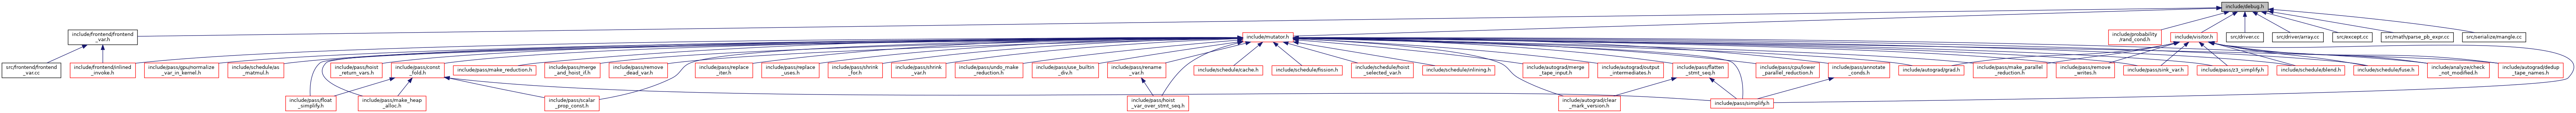 include/debug.h
include/frontend/frontend
_var.h
include/mutator.h
include/probability
/rand_cond.h
include/visitor.h
src/driver.cc
src/driver/array.cc
src/except.cc
src/math/parse_pb_expr.cc
src/serialize/mangle.cc
src/frontend/frontend
_var.cc
include/frontend/inlined
_invoke.h
include/pass/gpu/normalize
_var_in_kernel.h
include/schedule/as
_matmul.h
include/pass/hoist
_return_vars.h
include/pass/const
_fold.h
include/pass/make_reduction.h
include/pass/merge
_and_hoist_if.h
include/pass/remove
_dead_var.h
include/pass/replace
_iter.h
include/pass/replace
_uses.h
include/pass/shrink
_for.h
include/pass/shrink
_var.h
include/pass/undo_make
_reduction.h
include/pass/use_builtin
_div.h
include/pass/rename
_var.h
include/schedule/cache.h
include/schedule/fission.h
include/schedule/hoist
_selected_var.h
include/schedule/inlining.h
include/autograd/merge
_tape_input.h
include/autograd/output
_intermediates.h
include/pass/flatten
_stmt_seq.h
include/pass/cpu/lower
_parallel_reduction.h
include/pass/annotate
_conds.h
include/autograd/grad.h
include/pass/make_parallel
_reduction.h
include/pass/remove
_writes.h
include/pass/sink_var.h
include/pass/z3_simplify.h
include/schedule/blend.h
include/schedule/fuse.h
include/analyze/check
_not_modified.h
include/autograd/dedup
_tape_names.h
include/pass/float
_simplify.h
include/pass/make_heap
_alloc.h
include/pass/scalar
_prop_const.h
include/pass/hoist
_var_over_stmt_seq.h
include/autograd/clear
_mark_version.h
include/pass/simplify.h